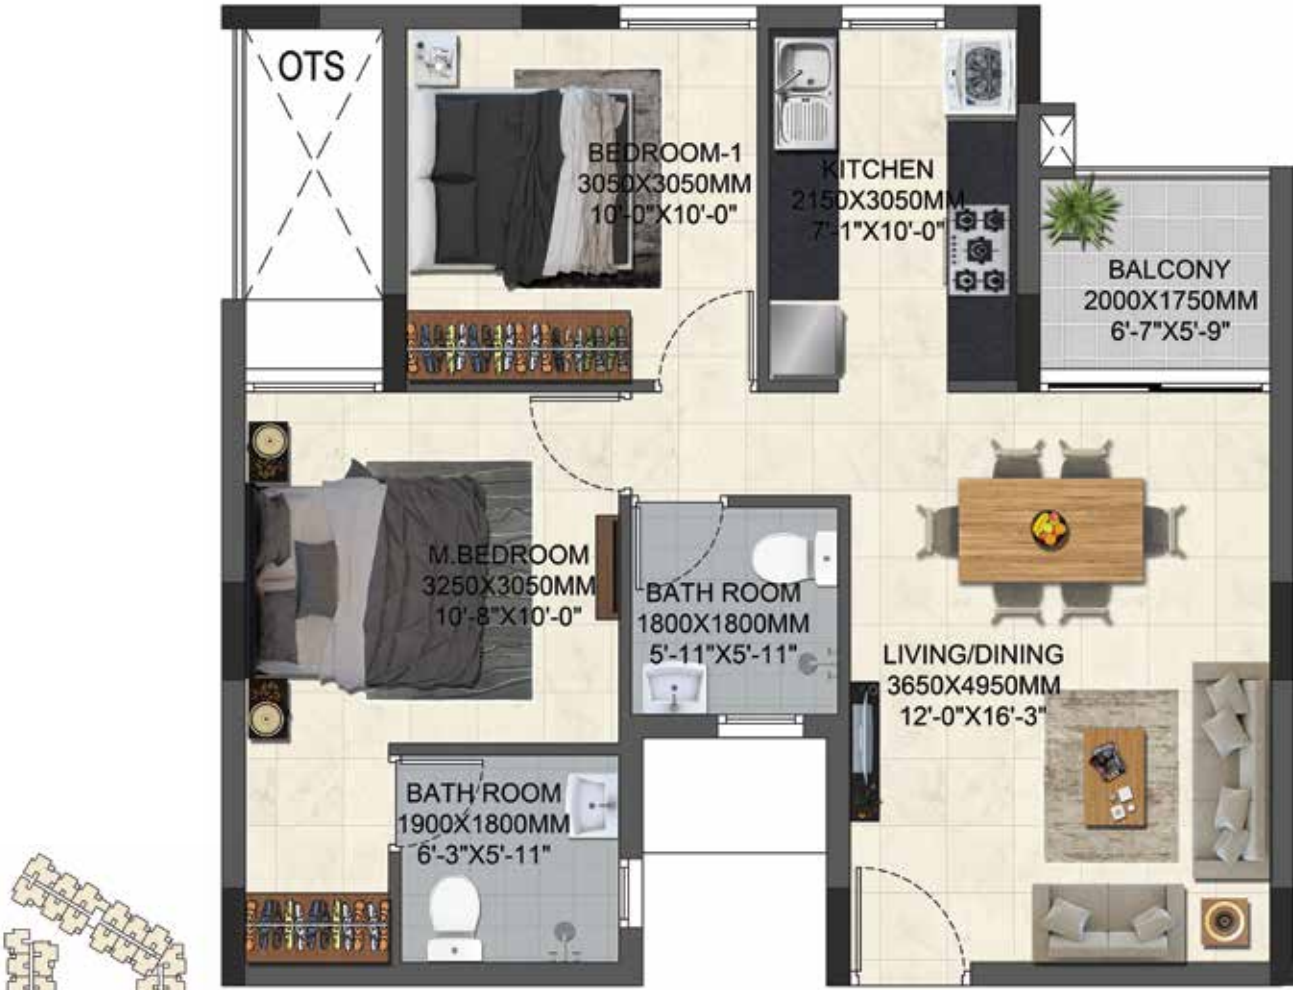 OTS
BEDROOM-1
3050X3050MM
10'-0"X10'-0"
KITCHEN
2150X3050MM
7'-1"X10'-0"
BALCONY
2000X1750MM
6'-7"X5'-9"
M.BEDROOM
3250X3050MM
10'-8"X10'-0"
BATH ROOM
1800X1800MM
5'-11"X5'-11"
LIVING/DINING
3650X4950MM
12'-0"X16'-3"
BATH ROOM
1900X1800MM
6'-3"X5'-11"